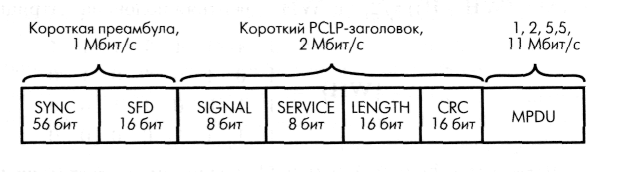 Короткая преамбула,
1 Мбит/с
Короткий PCLP-заголовок,
2 Мбит/с
1, 2, 5,5,
11 Мбит/с
SYNC
56 бит
SFD
16 бит
SIGNAL
8 бит
SERVICE
8 бит
LENGTH
16 бит
CRC
16 бит
MPDU